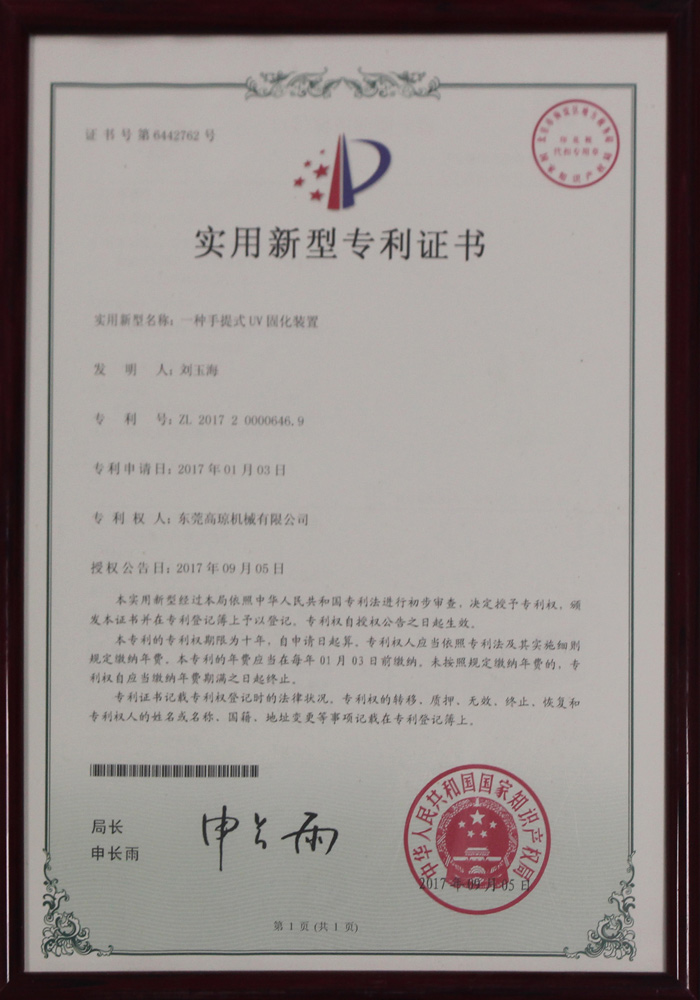 证书号第6442762号
实用新型专利证书
实用新型名称：一种手提式UV固化装置
发 明 人：刘玉海
专 利 号：ZL 2017 2 0000646.9
专利申请日：2017年01月03日
专 利 权 人：东莞高琼机械有限公司
授权公告日：2017年09月05日
本实用新型经过本局依照中华人民共和国专利法进行初步审查，决定授予专利权，颁
发本证书并在专利登记簿上予以登记。专利权自授权公告之日起生效。
本专利的专利权期限为十年，自申请日起算。专利权人应当依照专利法及其实施细则
规定缴纳年费。本专利的年费应当在每年01月03日前缴纳。未按照规定缴纳年费的，专
利权自应当缴纳年费期满之日起终止。
专利证书记载专利权登记时的法律状况。专利权的转移、质押、无效、终止、恢复和
专利权人的姓名或名称、国籍、地址变更等事项记载在专利登记簿上。
局长
申长雨
申长雨
中华人民共和国国家知识产权局
2017年09月05日
第1页（共1页）